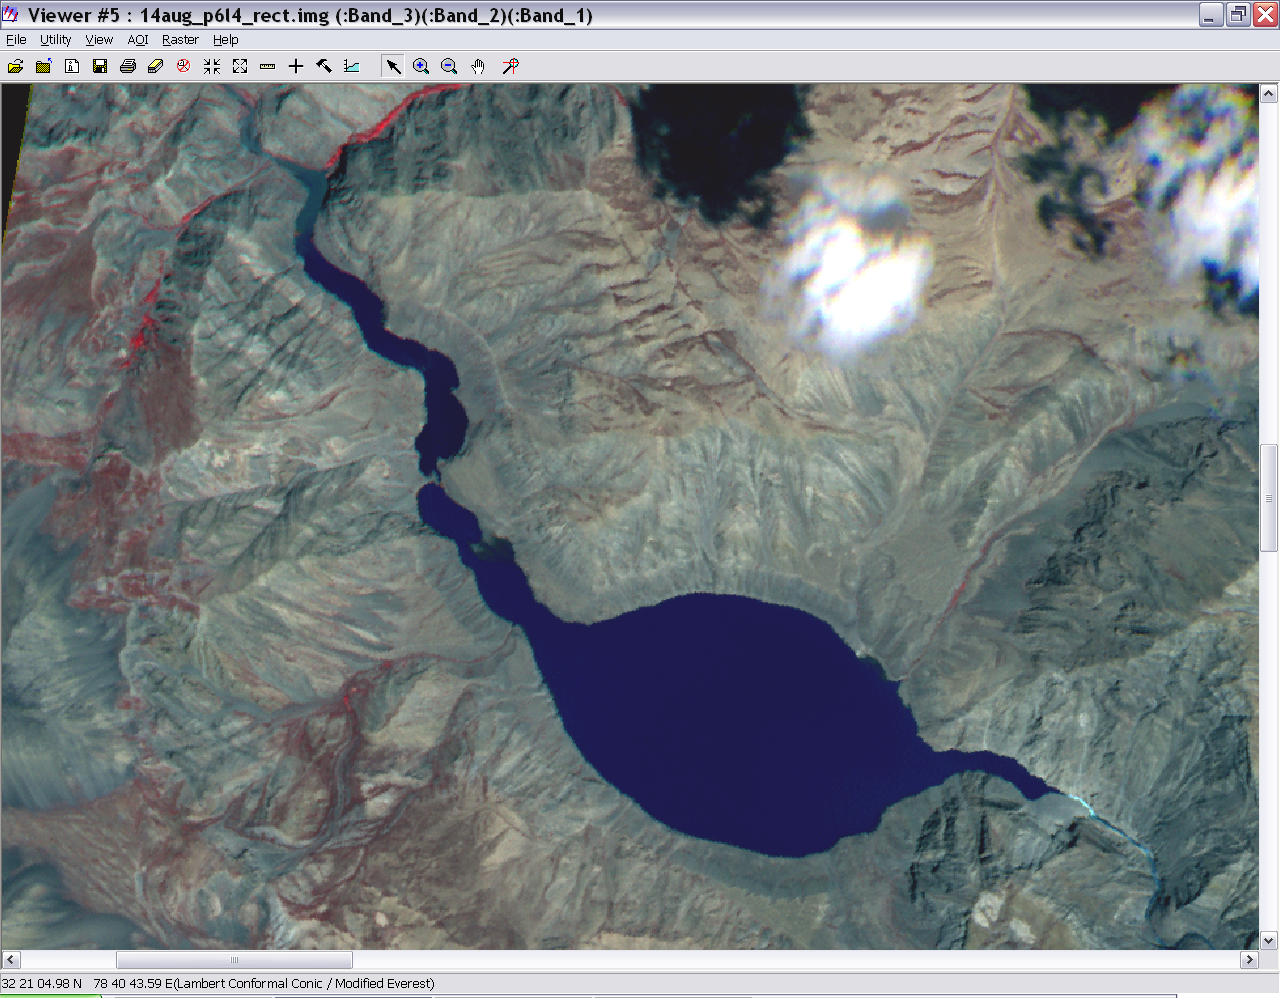 Viewer #5 : 14aug_p6l4_rect.img (:Band_3)(:Band_2)(:Band_1)
File Utility View AOI Raster Help
32 21 04.98 N 78 40 43.59 E(Lambert Conformal Conic / Modified Everest)